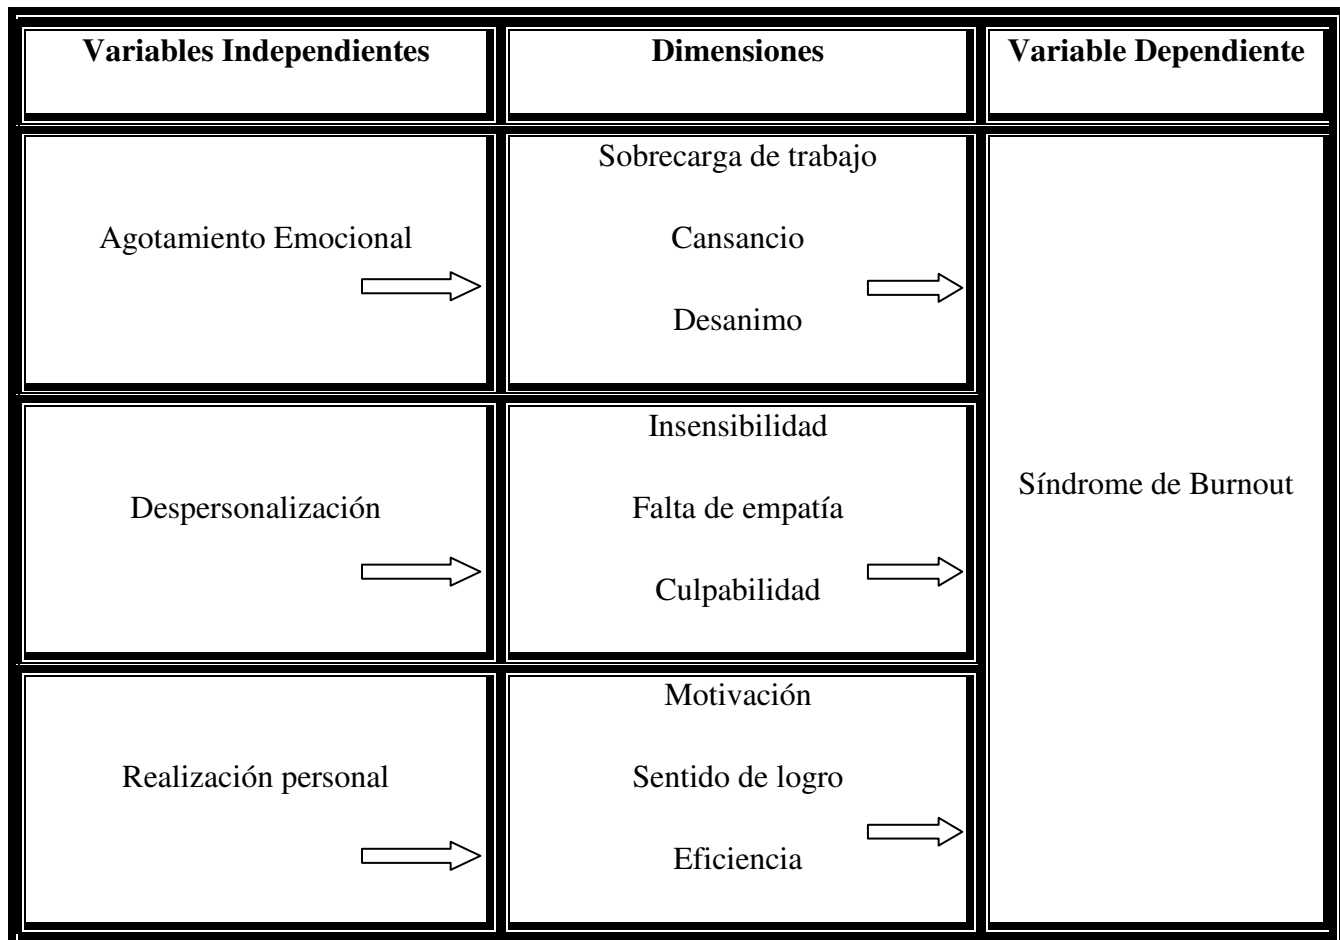 Variables Independientes
Dimensiones
Variable Dependiente
Agotamiento Emocional
Sobrecarga de trabajo
Cansancio
Desanimo
Despersonalización
Insensibilidad
Falta de empatía
Culpabilidad
Síndrome de Burnout
Realización personal
Motivación
Sentido de logro
Eficiencia